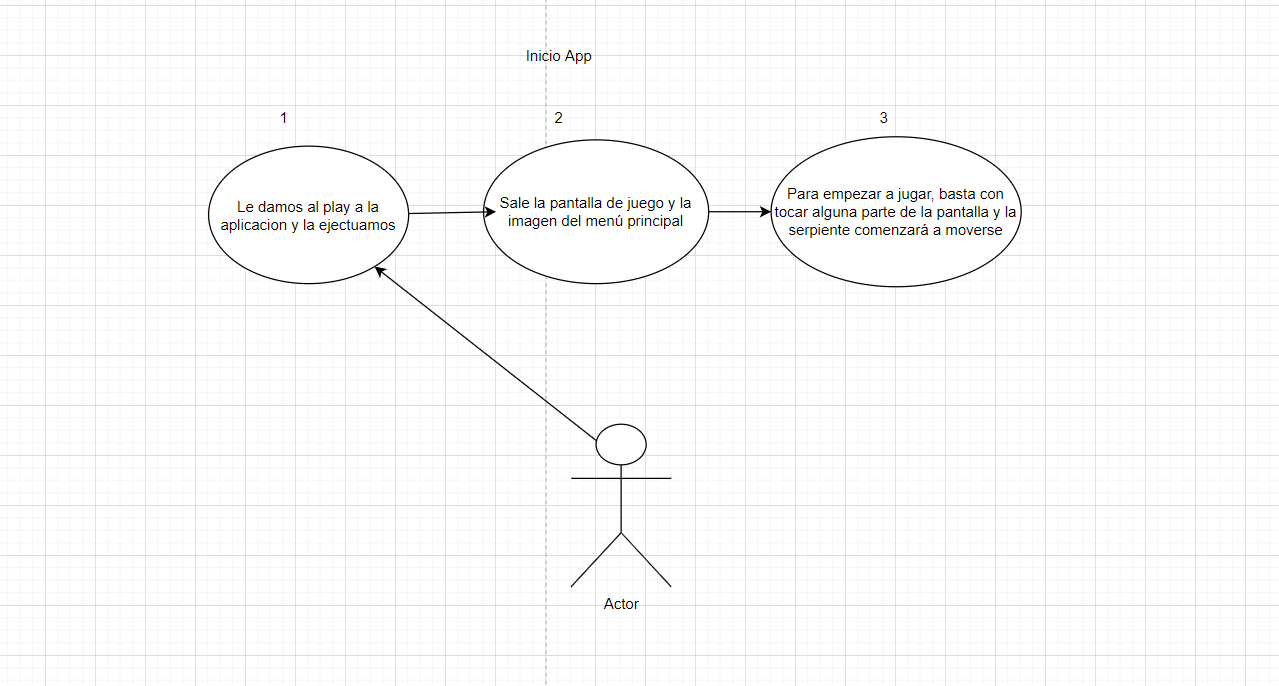 Inicio App
1
2
3
Le damos al play a la
aplicacion y la ejectuamos
Sale la pantalla de juego y la
imagen del menú principal
Para empezar a jugar, basta con
tocar alguna parte de la pantalla y la
serpiente comenzará a moverse
Actor